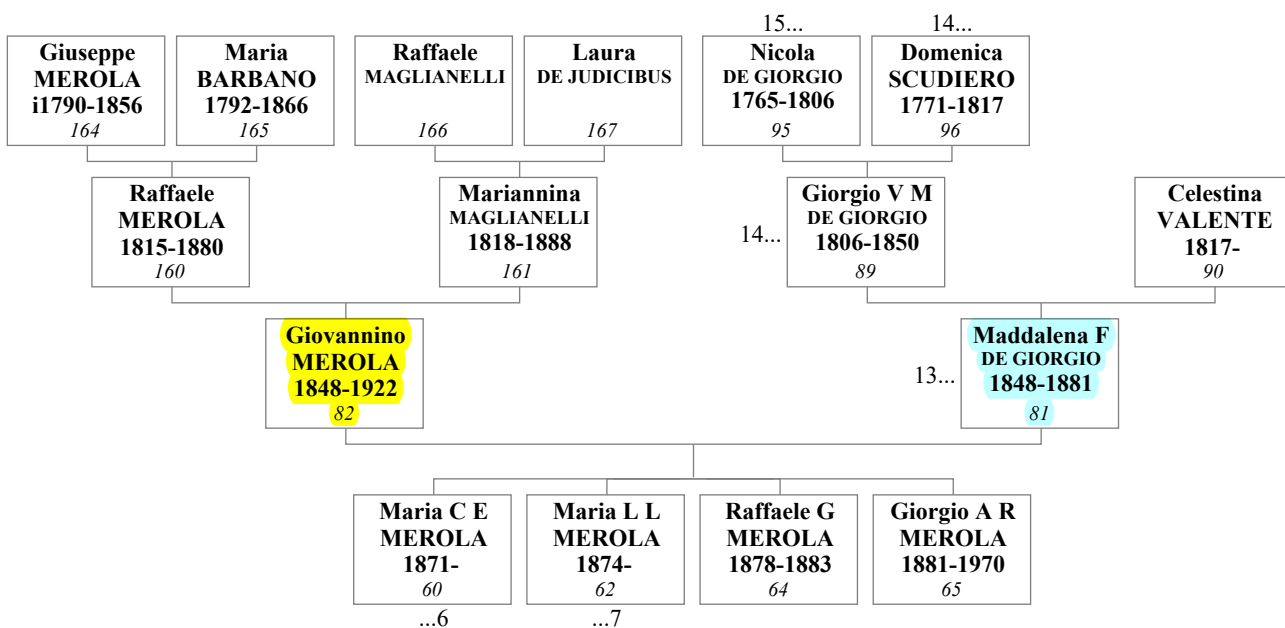 15...
14...
Giuseppe
MEROLA
i1790-1856
164
Maria
BARBANO
1792-1866
165
Raffaele
MAGLIANELLI
166
Laura
DE JUDICIBUS
167
Nicola
DE GIORGIO
1765-1806
95
Domenica
SCUDIERO
1771-1817
96
Raffaele
MEROLA
1815-1880
160
Mariannina
MAGLIANELLI
1818-1888
161
14...
Giorgio V M
DE GIORGIO
1806-1850
89
Celestina
VALENTE
1817-
90
Giovannino
MEROLA
1848-1922
82
13...
Maddalena F
DE GIORGIO
1848-1881
81
Maria C E
MEROLA
1871-
60
...6
Maria L L
MEROLA
1874-
62
...7
Raffaele G
MEROLA
1878-1883
64
Giorgio A R
MEROLA
1881-1970
65